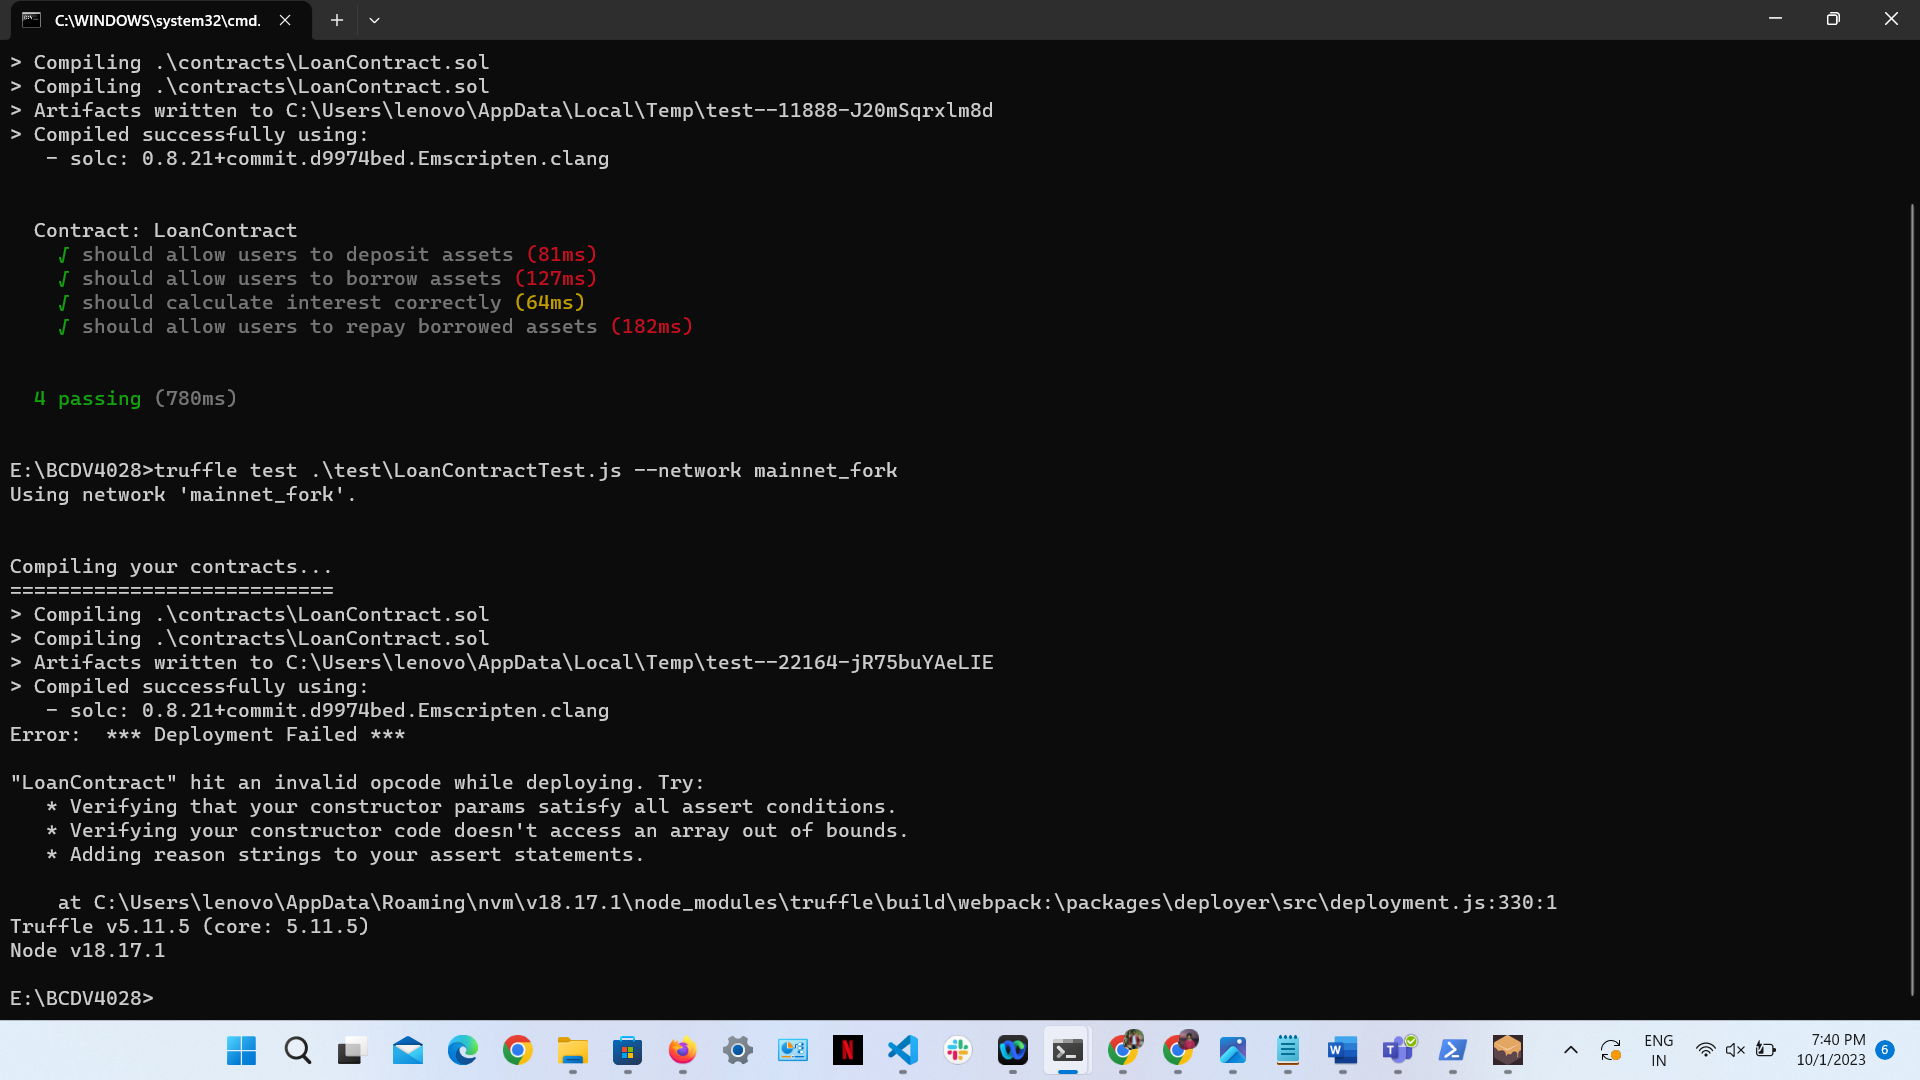 C:\WINDOWS\system32\cmd.
> Compiling .\contracts\LoanContract.sol
> Compiling .\contracts\LoanContract.sol
> Artifacts written to C:\Users\lenovo\AppData\Local\Temp\test--11888-J20mSqrxlm8d
> Compiled successfully using:
   - solc: 0.8.21+commit.d9974bed.Emscripten.clang
  Contract: LoanContract
    √ should allow users to deposit assets (81ms)
    √ should allow users to borrow assets (127ms)
    √ should calculate interest correctly (64ms)
    √ should allow users to repay borrowed assets (182ms)
  4 passing (780ms)
E:\BCDV4028>truffle test .\test\LoanContractTest.js --network mainnet_fork
Using network 'mainnet_fork'.
Compiling your contracts...
===========================
> Compiling .\contracts\LoanContract.sol
> Compiling .\contracts\LoanContract.sol
> Artifacts written to C:\Users\lenovo\AppData\Local\Temp\test--22164-jR75buYAeLIE
> Compiled successfully using:
   - solc: 0.8.21+commit.d9974bed.Emscripten.clang
Error:  *** Deployment Failed ***
"LoanContract" hit an invalid opcode while deploying. Try:
   * Verifying that your constructor params satisfy all assert conditions.
   * Verifying your constructor code doesn't access an array out of bounds.
   * Adding reason strings to your assert statements.
    at C:\Users\lenovo\AppData\Roaming\nvm\v18.17.1\node_modules\truffle\build\webpack:\packages\deployer\src\deployment.js:330:1
Truffle v5.11.5 (core: 5.11.5)
Node v18.17.1
E:\BCDV4028>
ENG
IN
7:40 PM
10/1/2023
6